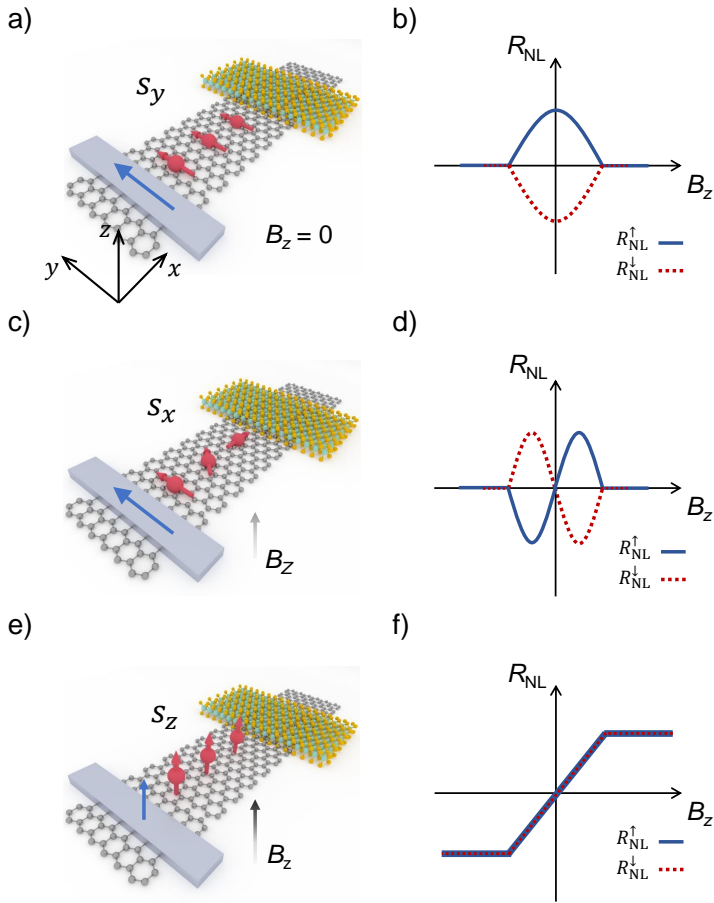 a)
s_y
B_z = 0
z
y
x
b)
R_NL
B_z
R_NL^↑
R_NL^↓
c)
s_x
B_Z
d)
R_NL
B_z
R_NL^↑
R_NL^↓
e)
s_z
B_z
f)
R_NL
B_z
R_NL^↑
R_NL^↓